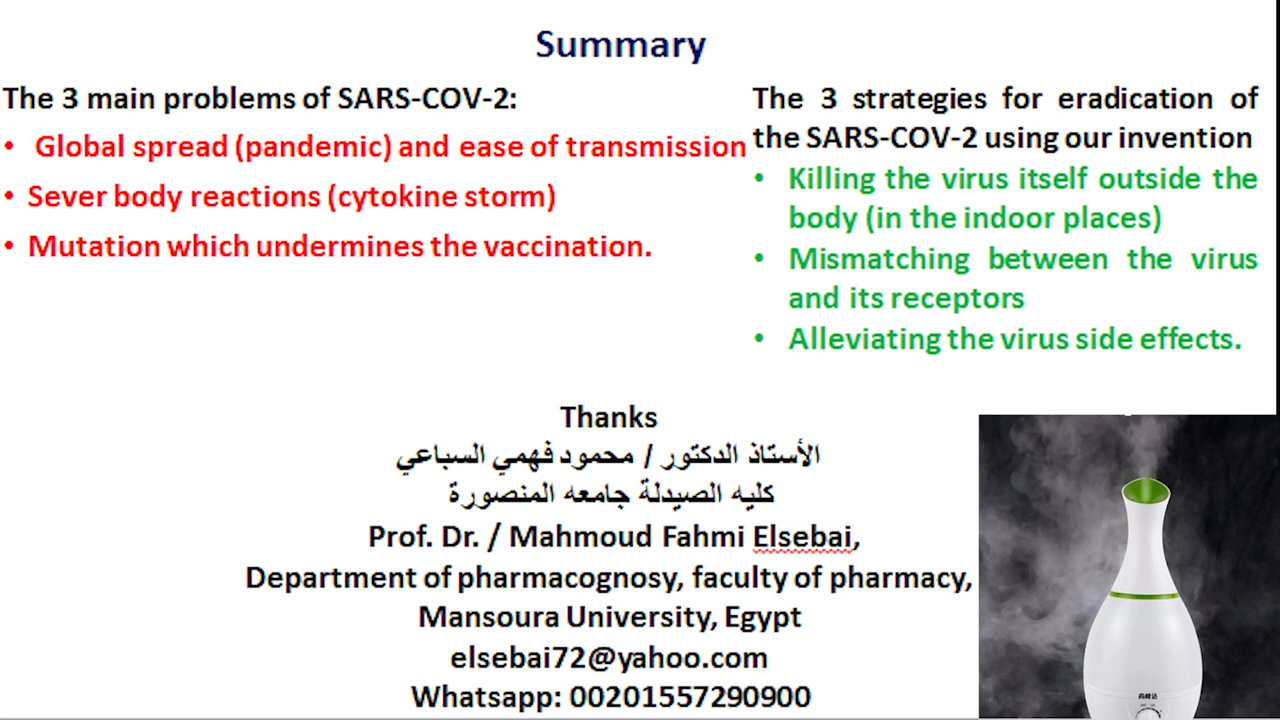 Summary
The 3 main problems of SARS-COV-2:
• Global spread (pandemic) and ease of transmission
• Sever body reactions (cytokine storm)
• Mutation which undermines the vaccination.
The 3 strategies for eradication of
the SARS-COV-2 using our invention
• Killing the virus itself outside the
body (in the indoor places)
• Mismatching between the virus
and its receptors
• Alleviating the virus side effects.
Thanks
الأستاذ الدكتور / محمود فهمي السباعي
كليه الصيدلة جامعه المنصورة
Prof. Dr. / Mahmoud Fahmi Elsebai,
Department of pharmacognosy, faculty of pharmacy,
Mansoura University, Egypt
elsebai72@yahoo.com
Whatsapp: 00201557290900